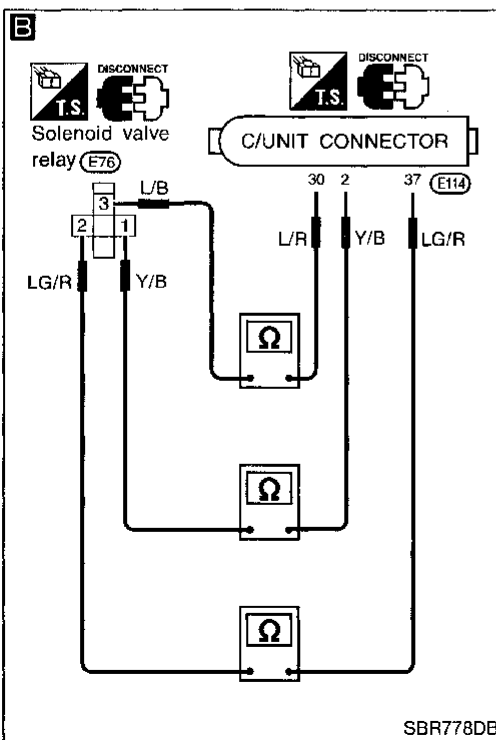 B
DISCONNECT
T.S.
Solenoid valve
relay E76
DISCONNECT
T.S.
C/UNIT CONNECTOR
30 2 37 E114
3 L/B
2 1
L/R Y/B LG/R
LG/R Y/B
Ω
Ω
Ω
SBR778DB